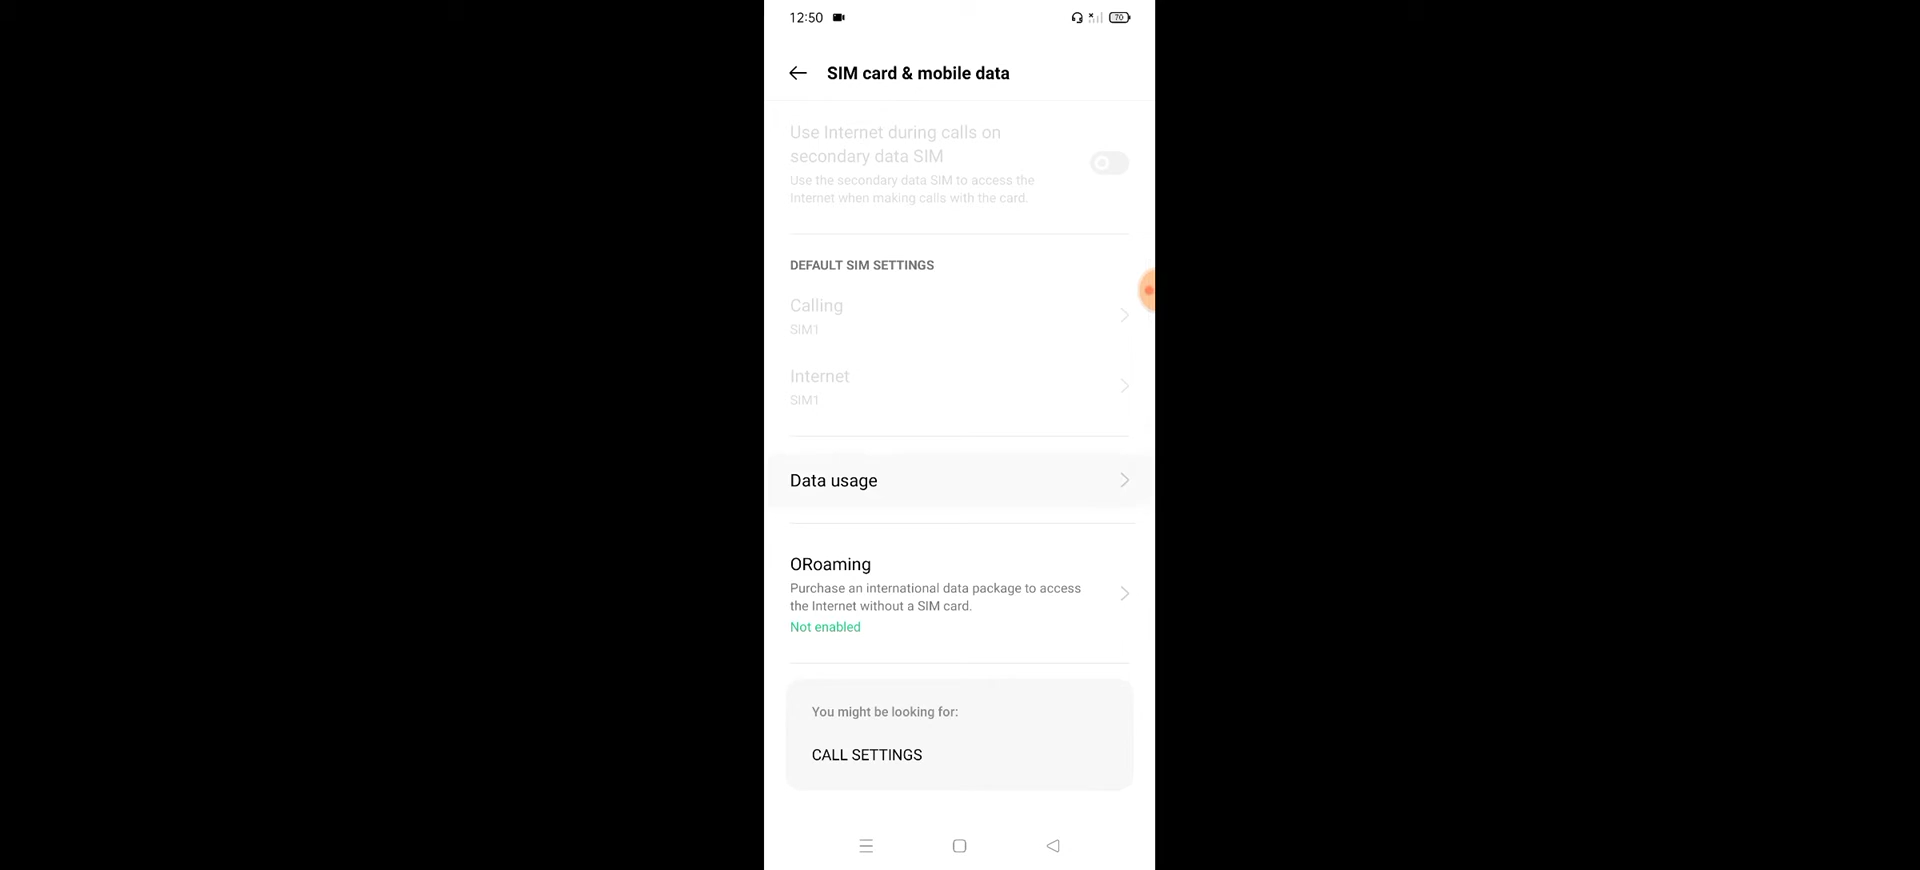 12:50
70
SIM card & mobile data
Use Internet during calls on
secondary data SIM
Use the secondary data SIM to access the
Internet when making calls with the card.
DEFAULT SIM SETTINGS
Calling
SIM1
Internet
SIM1
Data usage
ORoaming
Purchase an international data package to access
the Internet without a SIM card.
Not enabled
You might be looking for:
CALL SETTINGS